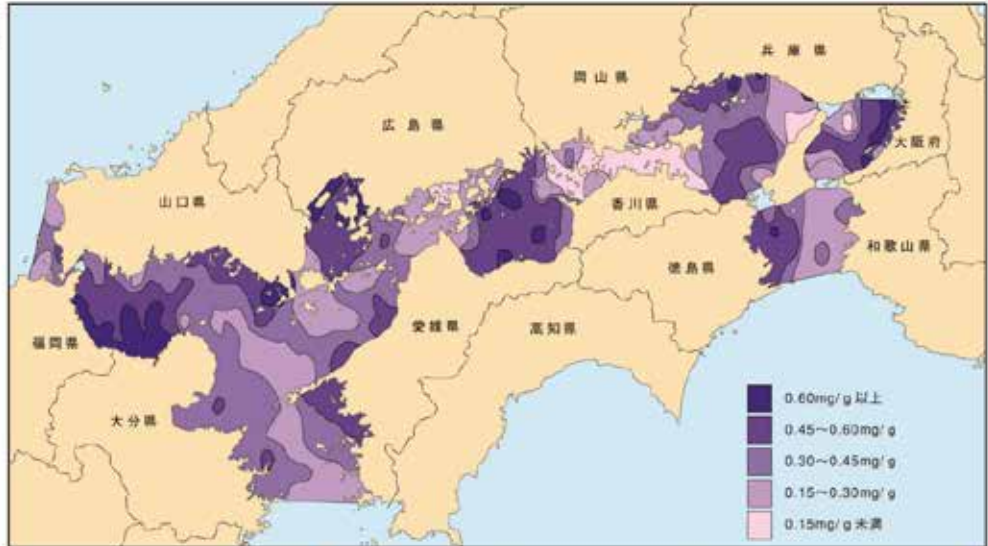 兵庫県
岡山県
広島県
大阪府
山口県
香川県
和歌山県
徳島県
愛媛県
高知県
福岡県
大分県
0.60mg/g 以上
0.45～0.60mg/g
0.30～0.45mg/g
0.15～0.30mg/g
0.15mg/g 未満